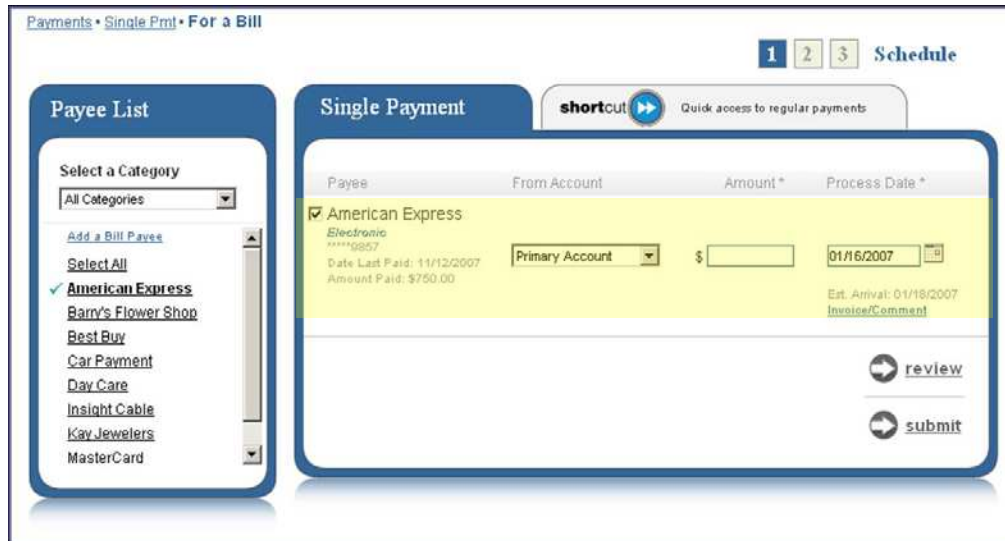 Payments • Single Pmt • For a Bill
1 2 3 Schedule
Payee List
Select a Category
All Categories
Add a Bill Payee
Select All
American Express
Barry's Flower Shop
Best Buy
Car Payment
Day Care
Insight Cable
Kay Jewelers
MasterCard
Single Payment
shortcut Quick access to regular payments
Payee From Account Amount * Process Date *
American Express
Electronic
*****9857
Date Last Paid: 11/12/2007
Amount Paid: $750.00
Primary Account
$
01/16/2007
Est. Arrival: 01/18/2007
Invoice/Comment
review
submit